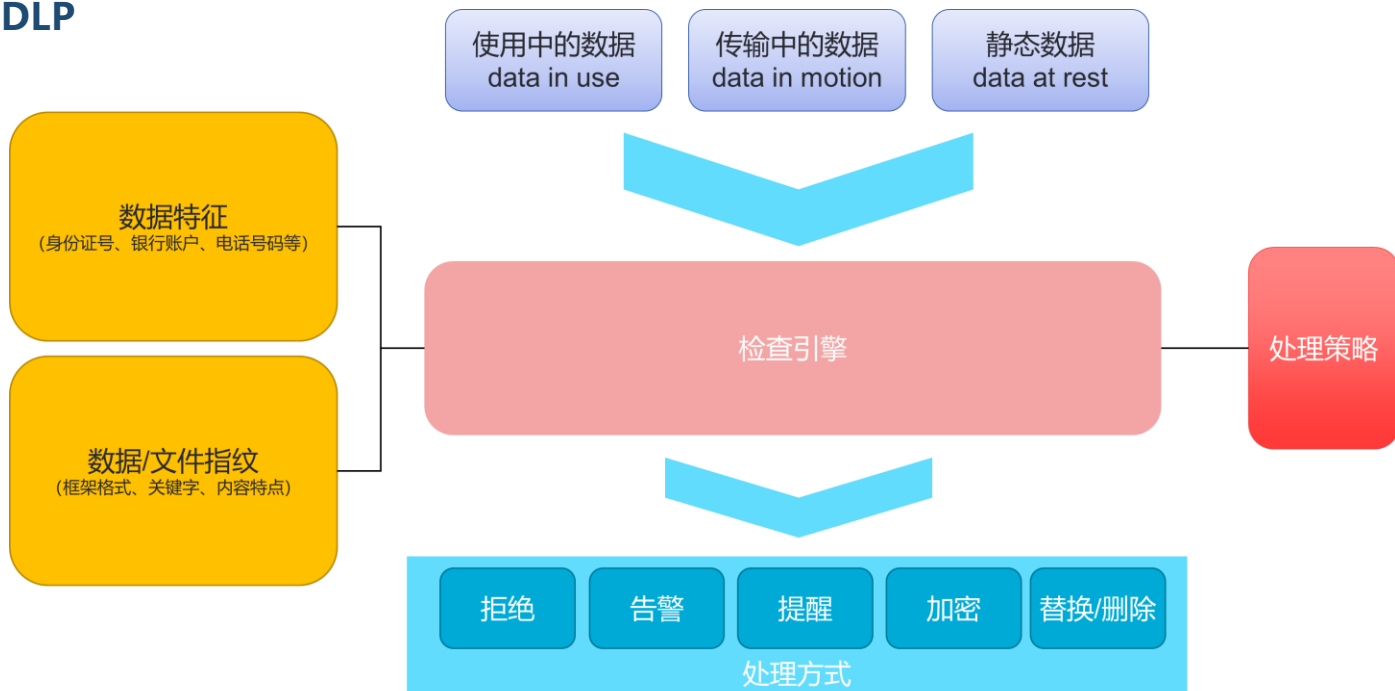 DLP
使用中的数据
data in use
传输中的数据
data in motion
静态数据
data at rest
数据特征
(身份证号、银行账户、电话号码等)
数据/文件指纹
(框架格式、关键字、内容特点)
检查引擎
处理策略
拒绝
告警
提醒
加密
替换/删除
处理方式